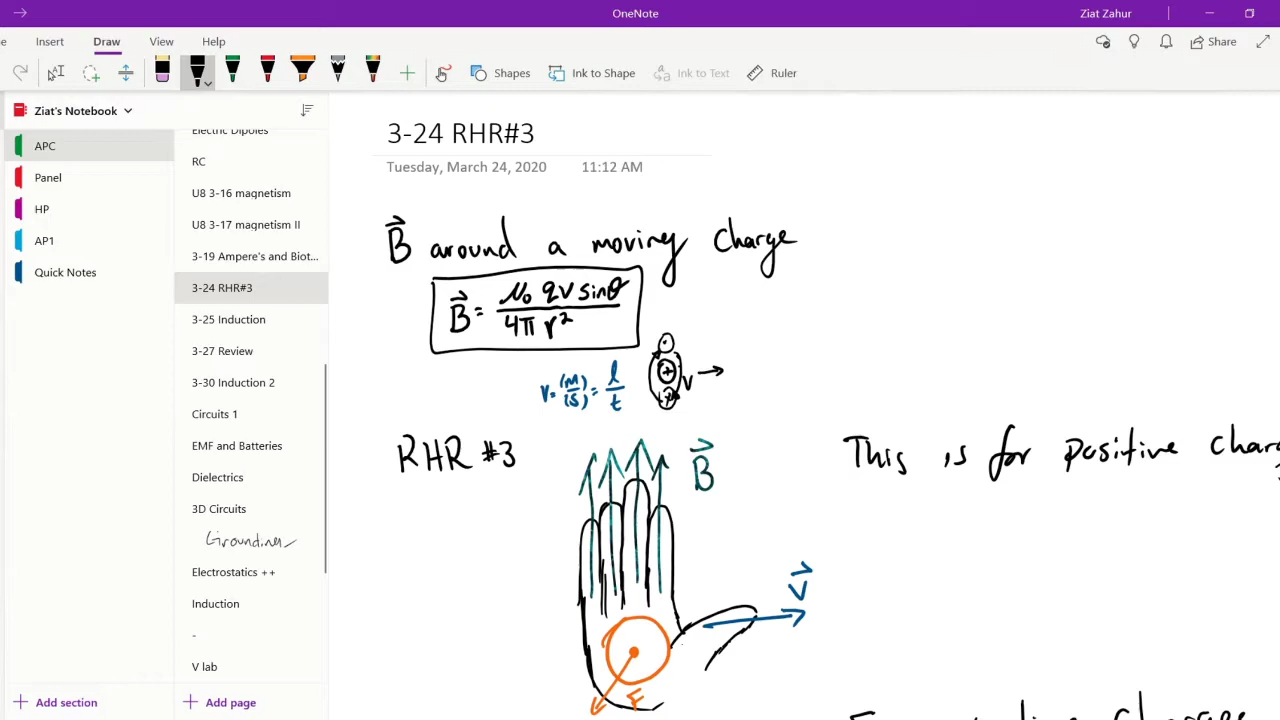 OneNote
Ziat Zahur
Insert Draw View Help
Share
Shapes Ink to Shape Ink to Text Ruler
Ziat's Notebook
APC
Panel
HP
AP1
Quick Notes
Electric Dipoles
RC
U8 3-16 magnetism
U8 3-17 magnetism II
3-19 Ampere's and Biot...
3-24 RHR#3
3-25 Induction
3-27 Review
3-30 Induction 2
Circuits 1
EMF and Batteries
Dielectrics
3D Circuits
Electrostatics ++
Induction
-
V lab
Add section
Add page
3-24 RHR#3
Tuesday, March 24, 2020 11:12 AM
B⃗ around a moving charge
B⃗ = μ₀ qv sinθ / 4π r²
v = (m)/(s) = l/t
+ v →
RHR #3
B⃗
This is for positive
v⃗
F
charges